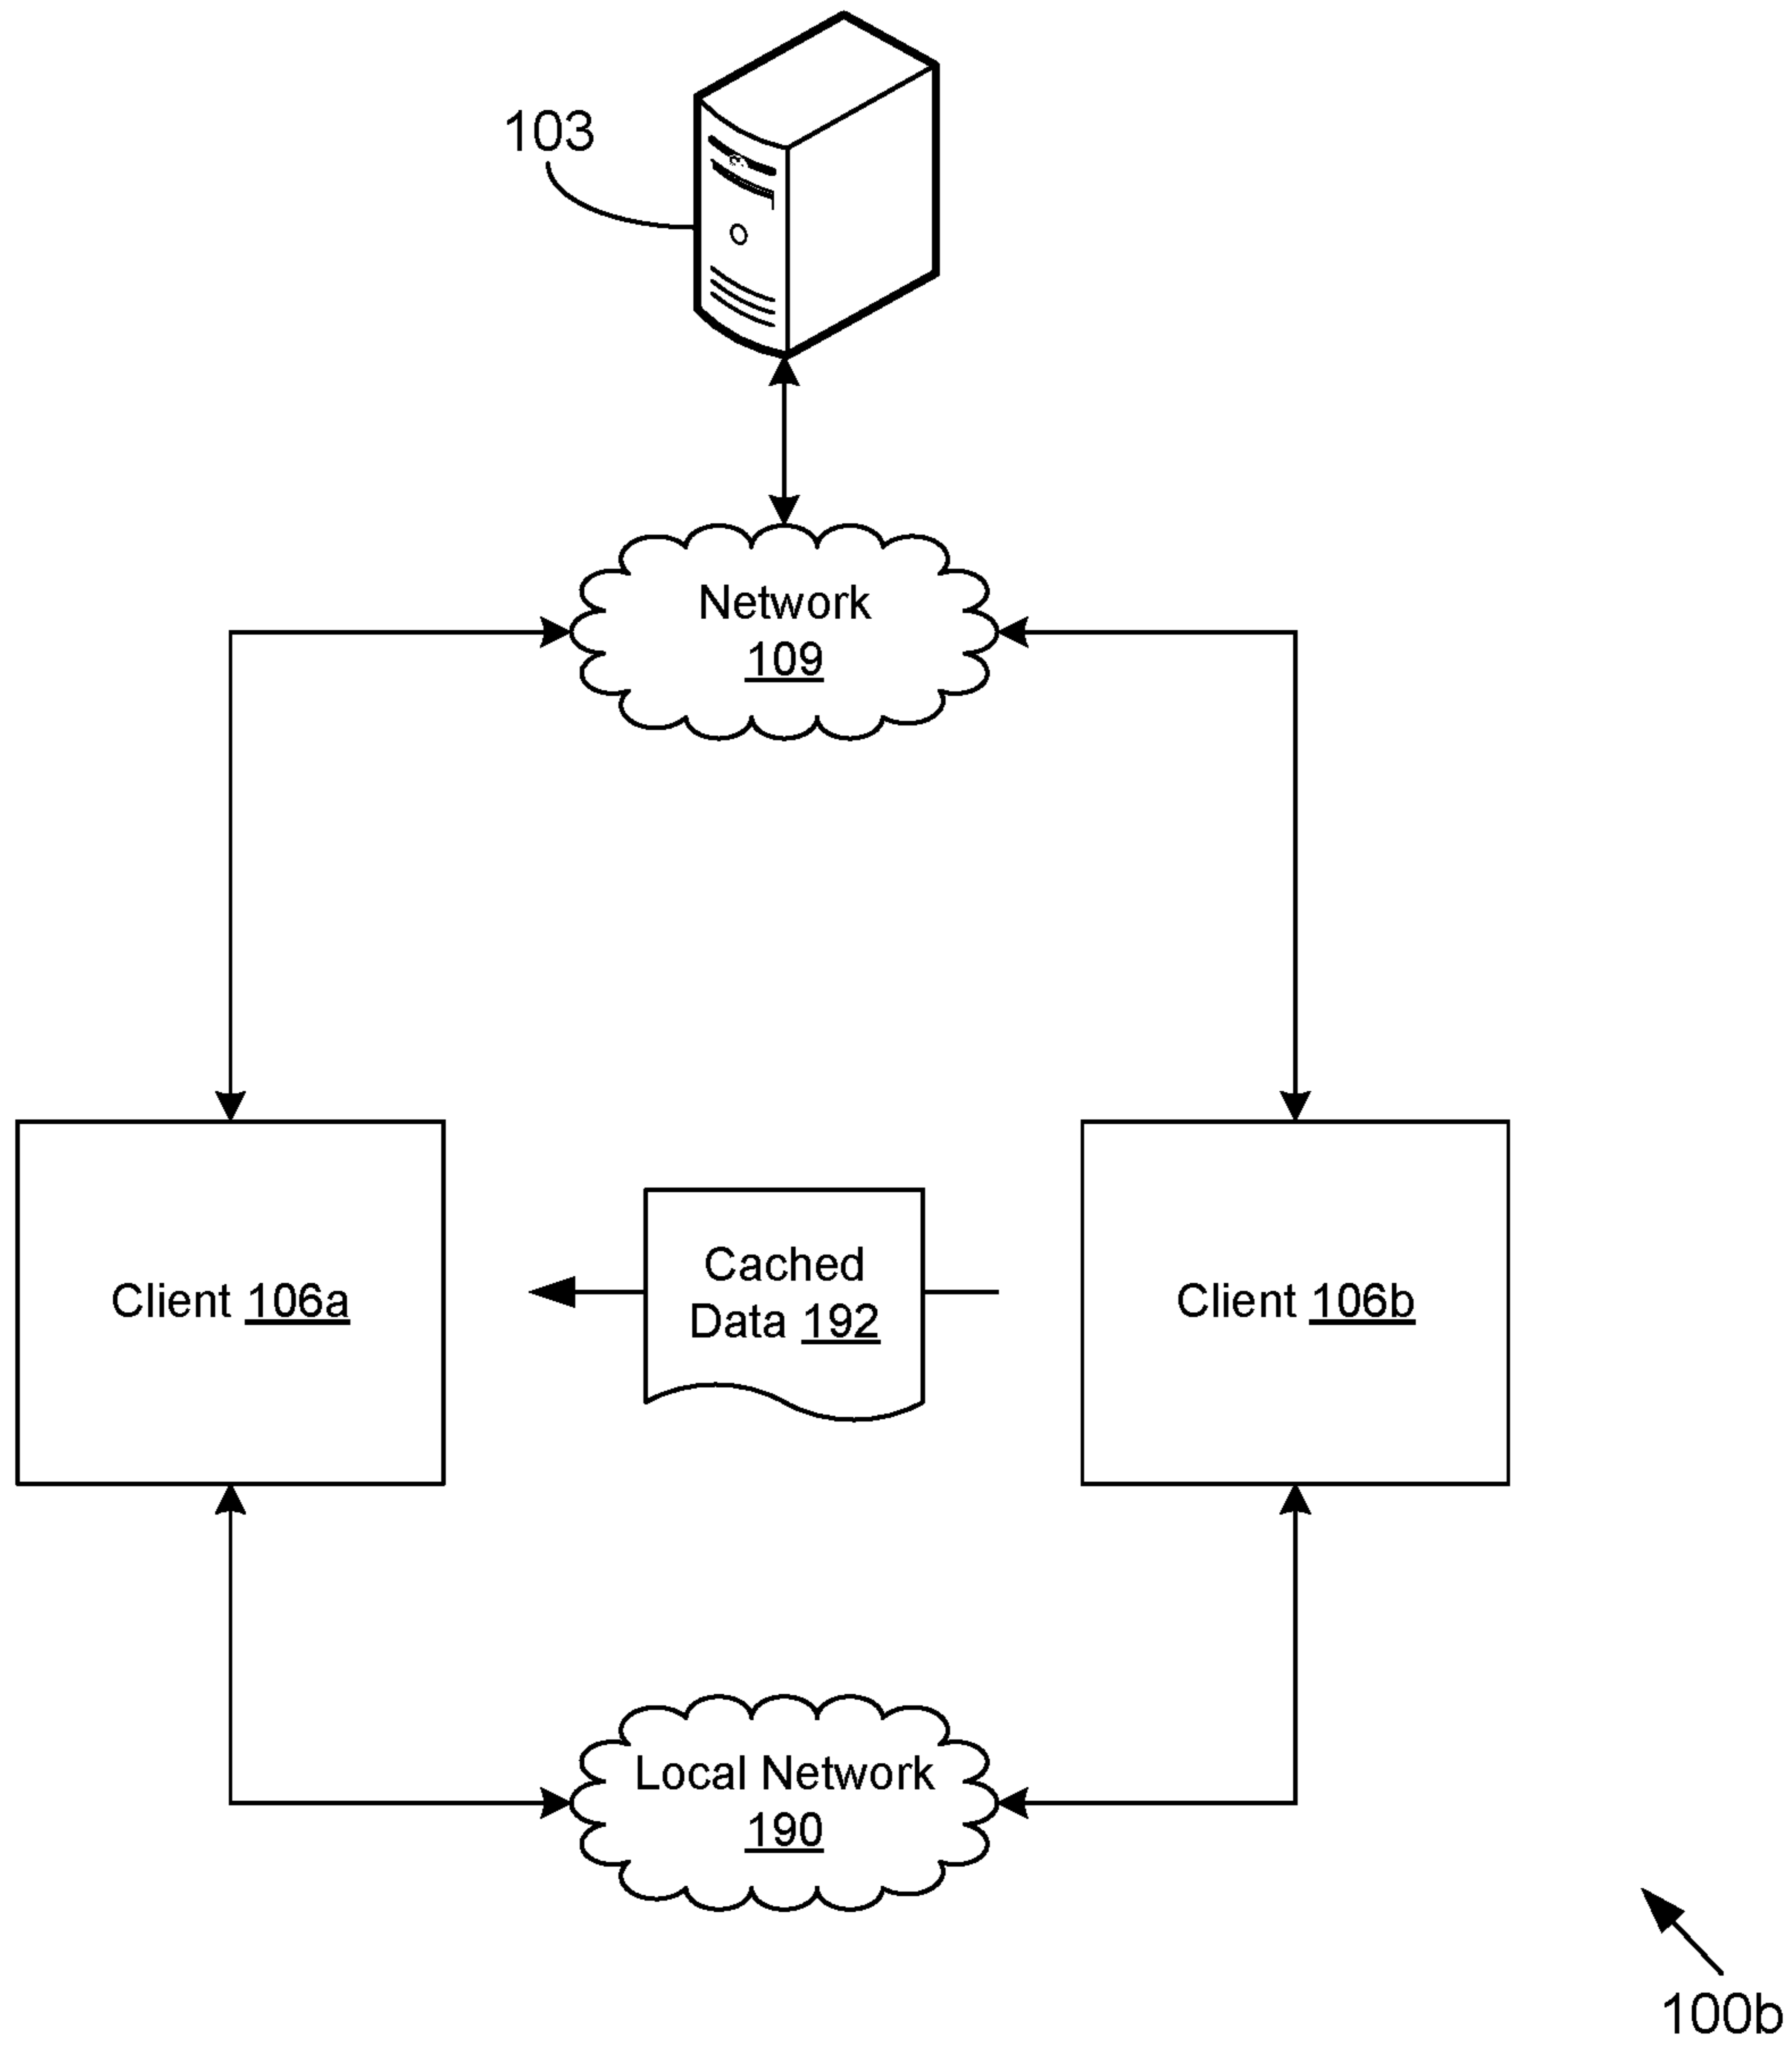 103
Network
109
Client 106a
Cached
Data 192
Client 106b
Local Network
190
100b